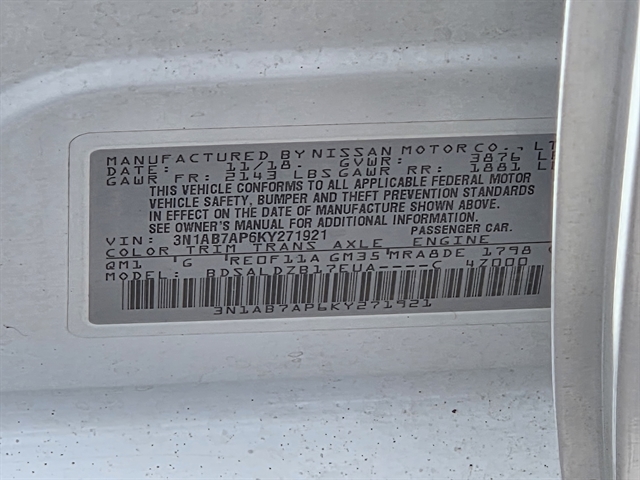 MANUFACTURED BY NISSAN MOTOR CO., LT
DATE: 11/18. GVWR: 3876 L
GAWR FR: 2143 LBS GAWR RR: 1881 L
THIS VEHICLE CONFORMS TO ALL APPLICABLE FEDERAL MOTOR
VEHICLE SAFETY, BUMPER AND THEFT PREVENTION STANDARDS
IN EFFECT ON THE DATE OF MANUFACTURE SHOWN ABOVE.
SEE OWNER'S MANUAL FOR ADDITIONAL INFORMATION.
VIN: 3N1AB7AP6KY271921 PASSENGER CAR.
COLOR TRIM TRANS AXLE ENGINE
QM1 G RE0F11A GM35 MRA8DE 1798
MODEL: BDSALDZB17EUA----C 4Z000
3N1AB7AP6KY271921